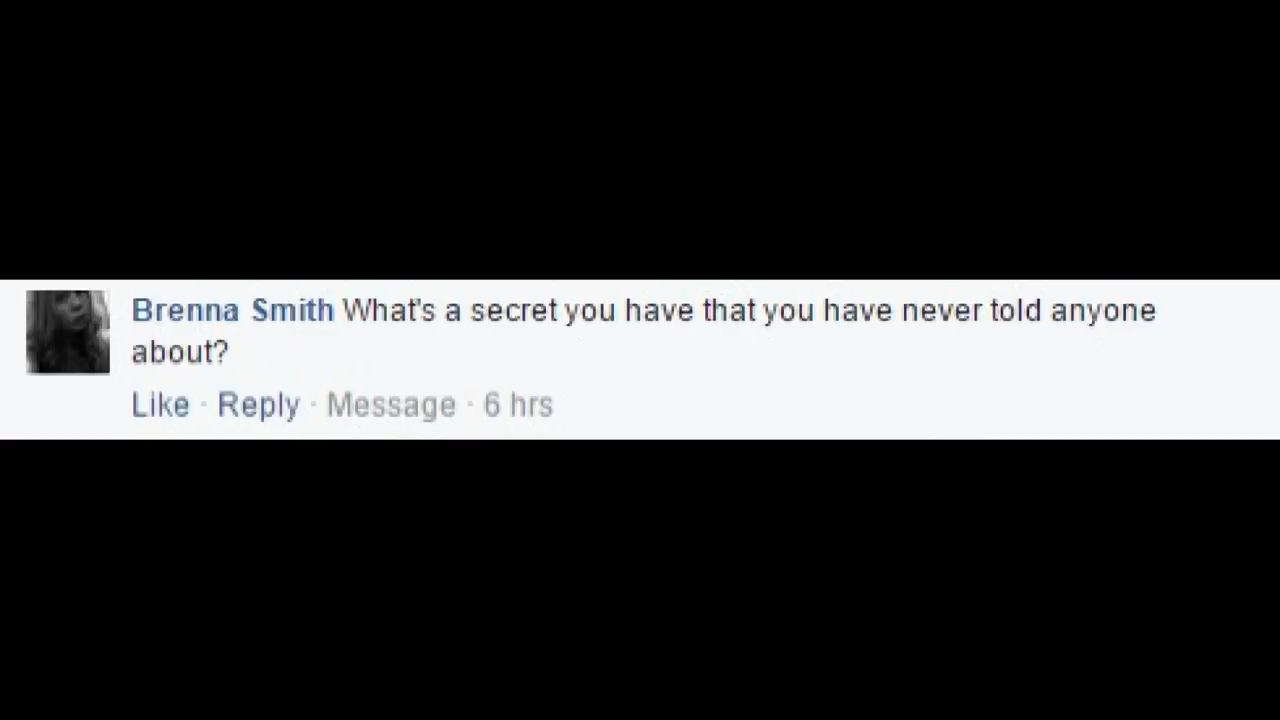 Brenna Smith What's a secret you have that you have never told anyone
about?
Like · Reply · Message · 6 hrs